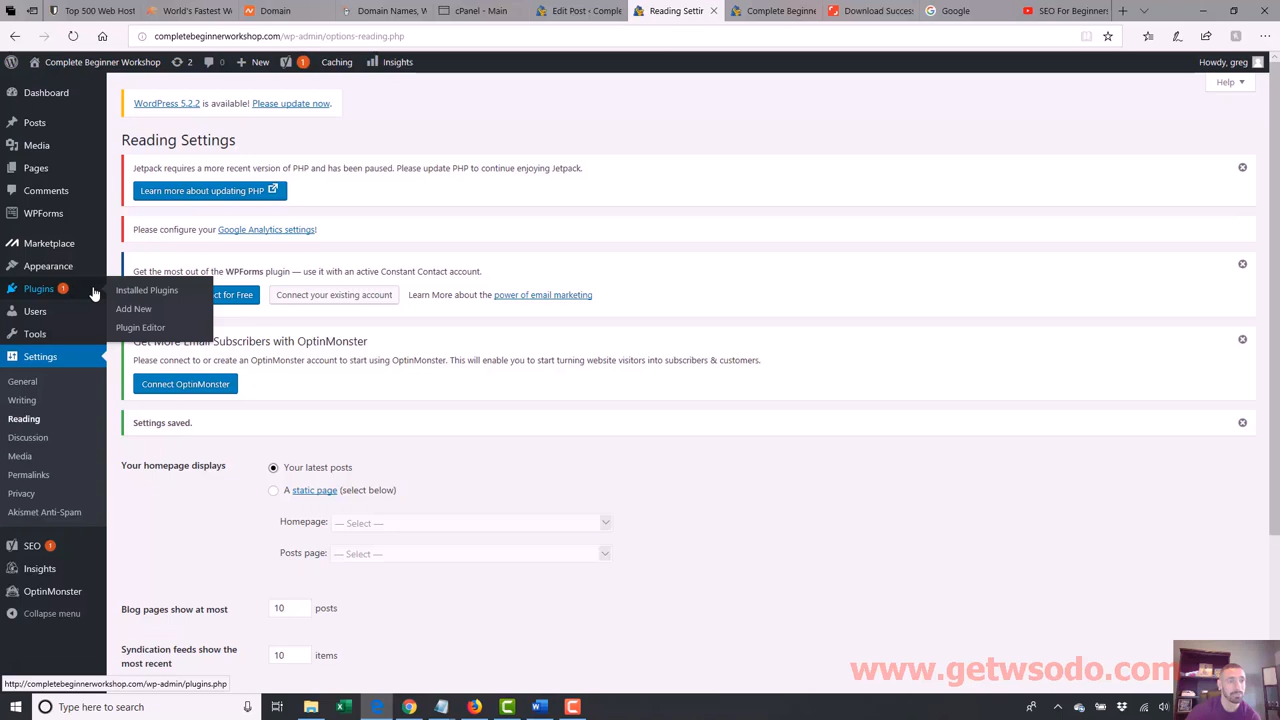 Top 20 Best
World's Fastest W
Domain Names, W
cPanel - Main
Edit Post ‹ Comple
Reading Settir
Complete Beginne
Download Success
Google
SEO For Beginners
completebeginnerworkshop.com/wp-admin/options-reading.php
Complete Beginner Workshop 2 0 New 1 Caching Insights
Howdy, greg
Help
Dashboard
Posts
Media
Pages
Comments
WPForms
Marketplace
Appearance
Plugins 1
Users
Tools
Settings
General
Writing
Reading
Discussion
Media
Permalinks
Privacy
Akismet Anti-Spam
SEO 1
Insights
OptinMonster
Collapse menu
Installed Plugins
Add New
Plugin Editor
WordPress 5.2.2 is available! Please update now.
Reading Settings
Jetpack requires a more recent version of PHP and has been paused. Please update PHP to continue enjoying Jetpack.
Learn more about updating PHP
Please configure your Google Analytics settings!
Get the most out of the WPForms plugin — use it with an active Constant Contact account.
ct for Free Connect your existing account Learn More about the power of email marketing
Get More Email Subscribers with OptinMonster
Please connect to or create an OptinMonster account to start using OptinMonster. This will enable you to start turning website visitors into subscribers & customers.
Connect OptinMonster
Settings saved.
Your homepage displays
Your latest posts
A static page (select below)
Homepage: — Select —
Posts page: — Select —
Blog pages show at most 10 posts
Syndication feeds show the
most recent
10 items
www.getwsodo.com
http://completebeginnerworkshop.com/wp-admin/plugins.php
Type here to search